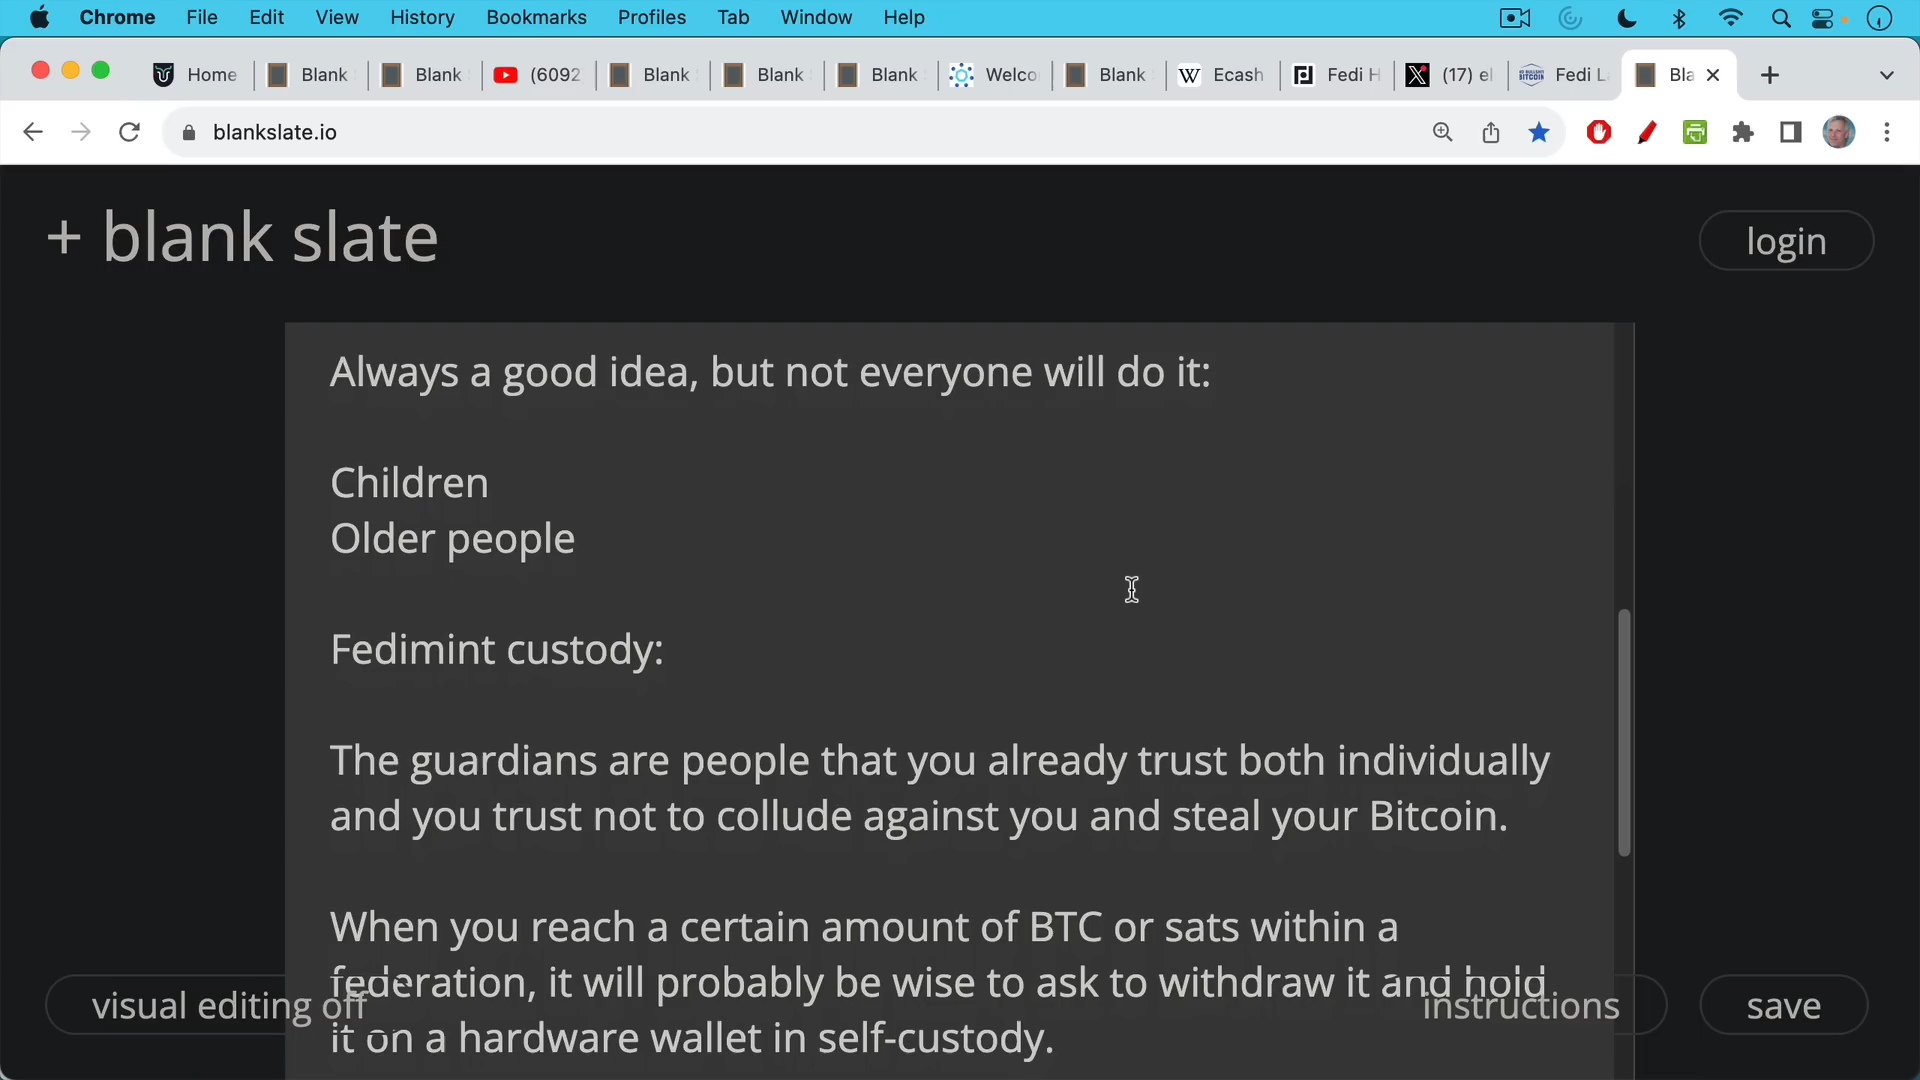 Chrome File Edit View History Bookmarks Profiles Tab Window Help
Home Blank Blank (6092 Blank Blank Blank Welco Blank Ecash Fedi H (17) el Fedi La Bla
blankslate.io
+ blank slate
login
Always a good idea, but not everyone will do it:
Children
Older people
Fedimint custody:
The guardians are people that you already trust both individually
and you trust not to collude against you and steal your Bitcoin.
When you reach a certain amount of BTC or sats within a
federation, it will probably be wise to ask to withdraw it and hold
it on a hardware wallet in self-custody.
visual editing off
instructions
save